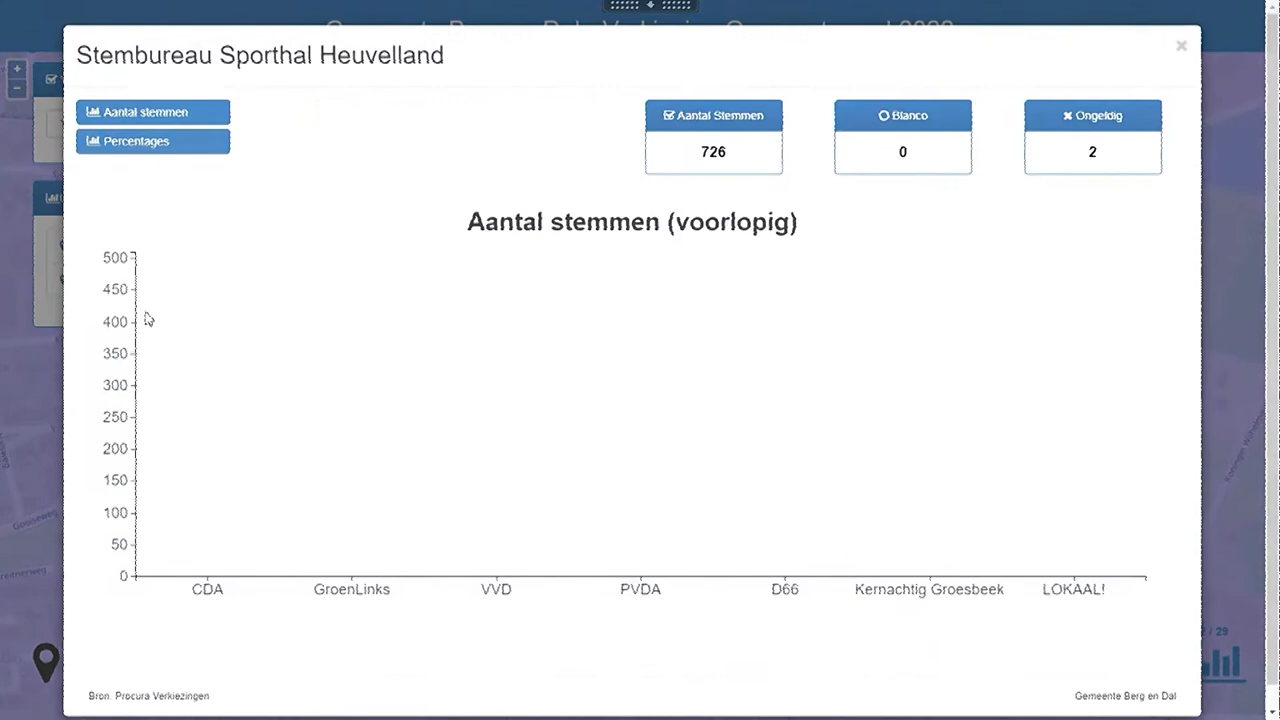 Stembureau Sporthal Heuvelland
×
Aantal stemmen
Percentages
Aantal Stemmen
726
Blanco
0
Ongeldig
2
Aantal stemmen (voorlopig)
500
450
400
350
300
250
200
150
100
50
0
CDA GroenLinks VVD PVDA D66 Kernachtig Groesbeek LOKAAL!
/ 29
Bron: Procura Verkiezingen
Gemeente Berg en Dal